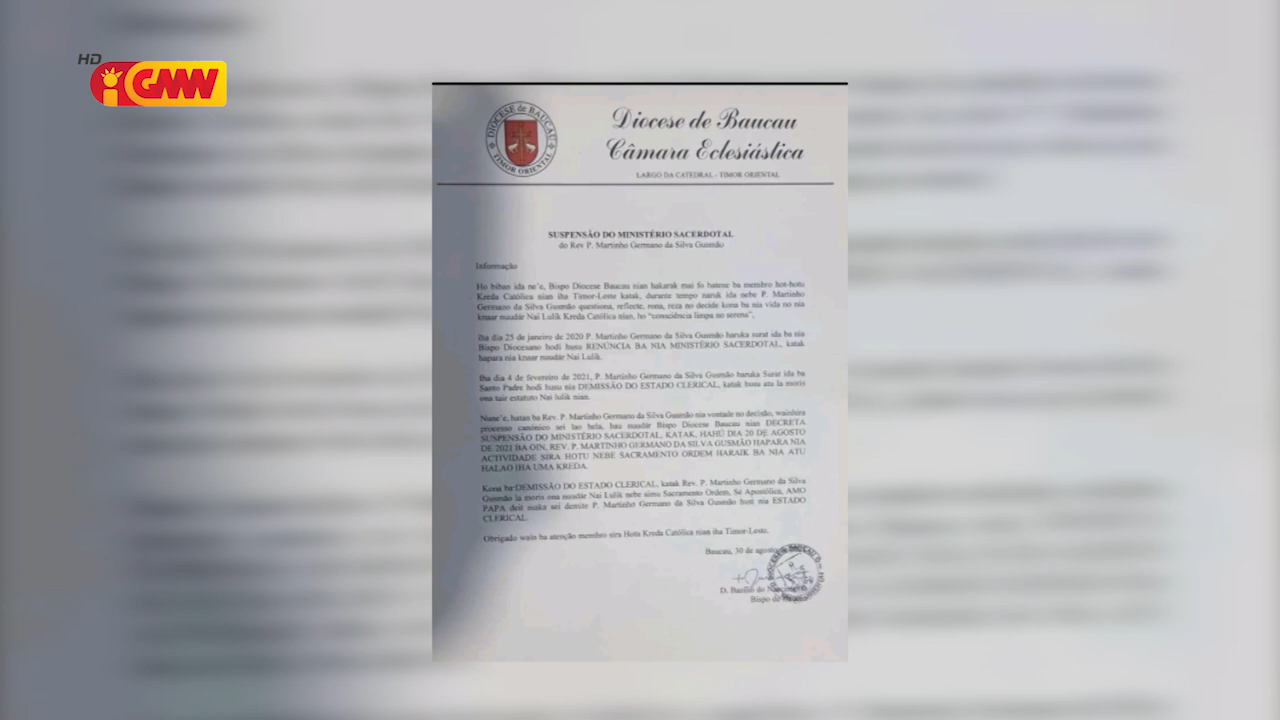 HD
iGMN
DIOCESE de BAUCAU
TIMOR ORIENTAL
Diocese de Baucau
Câmara Eclesiástica
LARGO DA CATEDRAL - TIMOR ORIENTAL
SUSPENSÃO DO MINISTÉRIO SACERDOTAL
do Rev P. Martinho Germano da Silva Gusmão
Informação
Ho biban ida ne'e, Bispo Diocese Baucau nian hakarak mai fo hatene ba membro hot-hotu
Kreda Católica nian iha Timor-Leste katak, durante tempo naruk ida nebe P. Martinho
Germano da Silva Gusmão questiona, reflecte, rona, reza no decide kona ba nia vida no nia
knaar nuudár Nai Lulik Kreda Católica nian, ho "consciência limpa no serena",
Iha dia 25 de janeiro de 2020 P. Martinho Germano da Silva Gusmão haruka surat ida ba nia
Bispo Diocesano hodi husu RENÚNCIA BA NIA MINISTÉRIO SACERDOTAL, katak
hapara nia knaar nuudár Nai Lulik.
Iha dia 4 de fevereiro de 2021, P. Martinho Germano da Silva Gusmão haruka Surat ida ba
Santo Padre hodi husu nia DEMISSÃO DO ESTADO CLERICAL, katak husu atu la moris
ona tuir estatuto Nai lulik nian.
Nune'e, hatan ba Rev. P. Martinho Germano da Silva Gusmão nia vontade no decisão, wainhira
processo canónico sei lao hela, hau nuudár Bispo Diocese Baucau nian DECRETA
SUSPENSÃO DO MINISTÉRIO SACERDOTAL, KATAK, HAHÚ DIA 20 DE AGOSTO
DE 2021 BA OIN, REV. P. MARTINHO GERMANO DA SILVA GUSMÃO HAPARA NIA
ACTIVIDADE SIRA HOTU NEBE SACRAMENTO ORDEM HARAIK BA NIA ATU
HALAO IHA UMA KREDA.
Kona ba DEMISSÃO DO ESTADO CLERICAL, katak Rev. P. Martinho Germano da Silva
Gusmão la moris ona nuudár Nai Lulik nebe simu Sacramento Ordem, Sé Apostólica, AMO
PAPA deit maka sei demite P. Martinho Germano da Silva Gusmão husi nia ESTADO
CLERICAL.
Obrigado wain ba atenção membro sira Hotu Kreda Católica nian iha Timor-Leste.
Baucau, 30 de
D. Basílio do
Bispo de